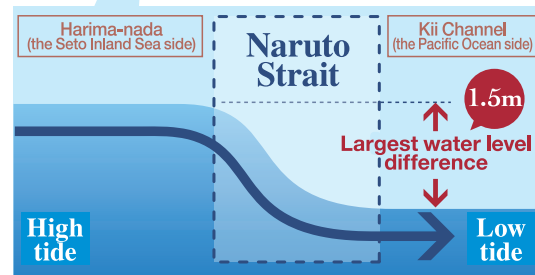 Harima-nada
(the Seto Inland Sea side)
Naruto
Strait
Kii Channel
(the Pacific Ocean side)
1.5m
Largest water level
difference
High
tide
Low
tide